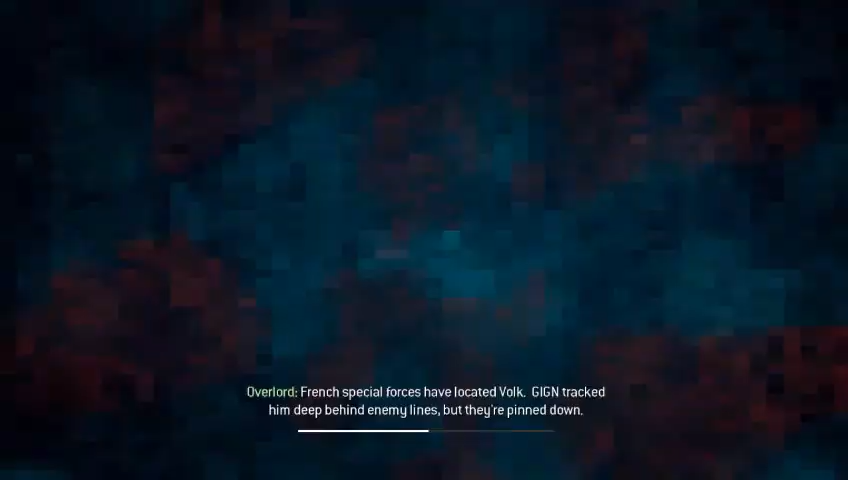 Overlord: French special forces have located Volk.  GIGN tracked
him deep behind enemy lines, but they're pinned down.